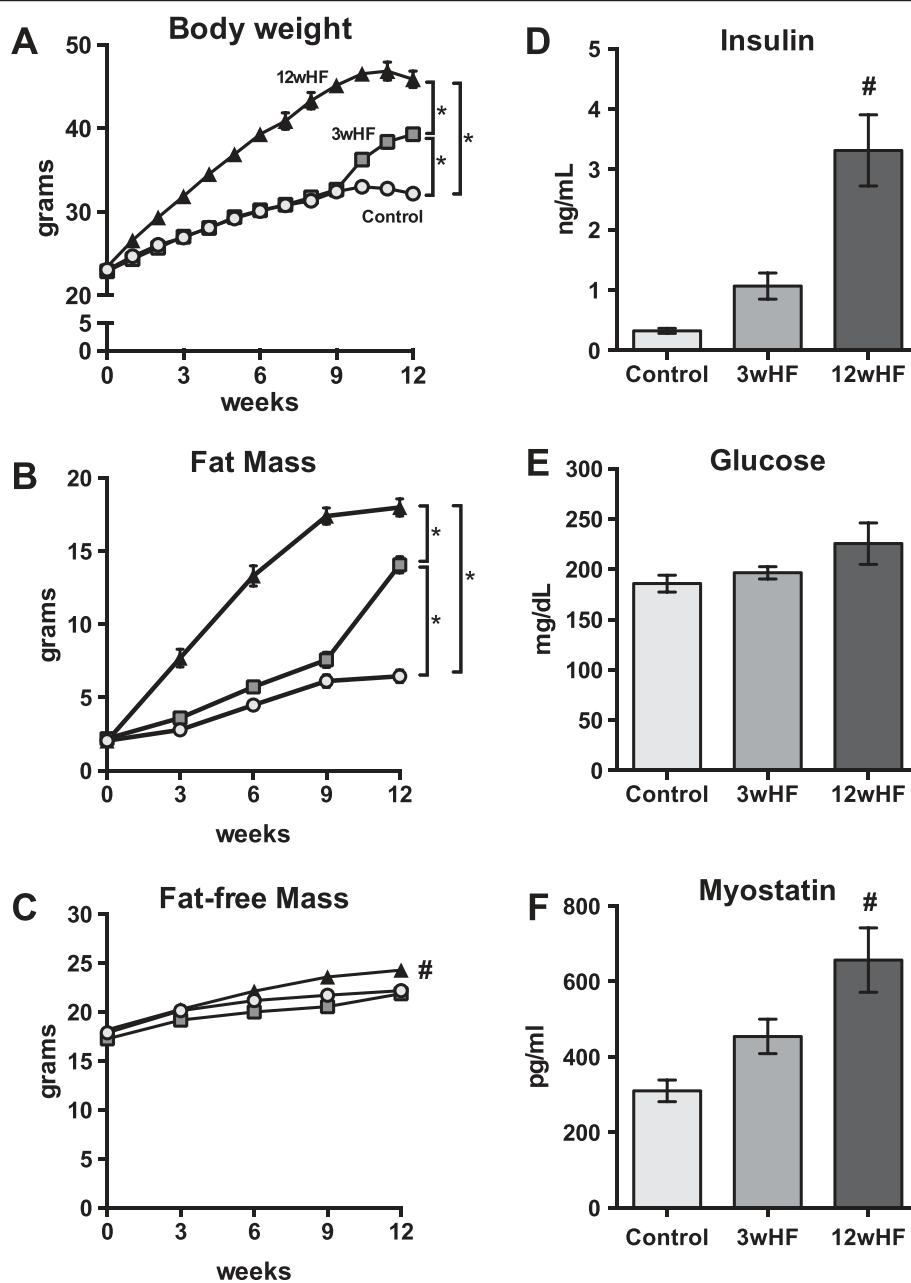 A
Body weight
50
40
30
20
5
0
grams
12wHF
3wHF
Control
*
*
*
0 3 6 9 12
weeks
B
Fat Mass
20
15
10
5
0
grams
*
*
*
0 3 6 9 12
weeks
C
Fat-free Mass
30
25
20
15
10
5
0
grams
#
0 3 6 9 12
weeks
D
Insulin
5
4
3
2
1
0
ng/mL
#
Control 3wHF 12wHF
E
Glucose
300
250
200
150
100
50
0
mg/dL
Control 3wHF 12wHF
F
Myostatin
800
600
400
200
0
pg/ml
#
Control 3wHF 12wHF